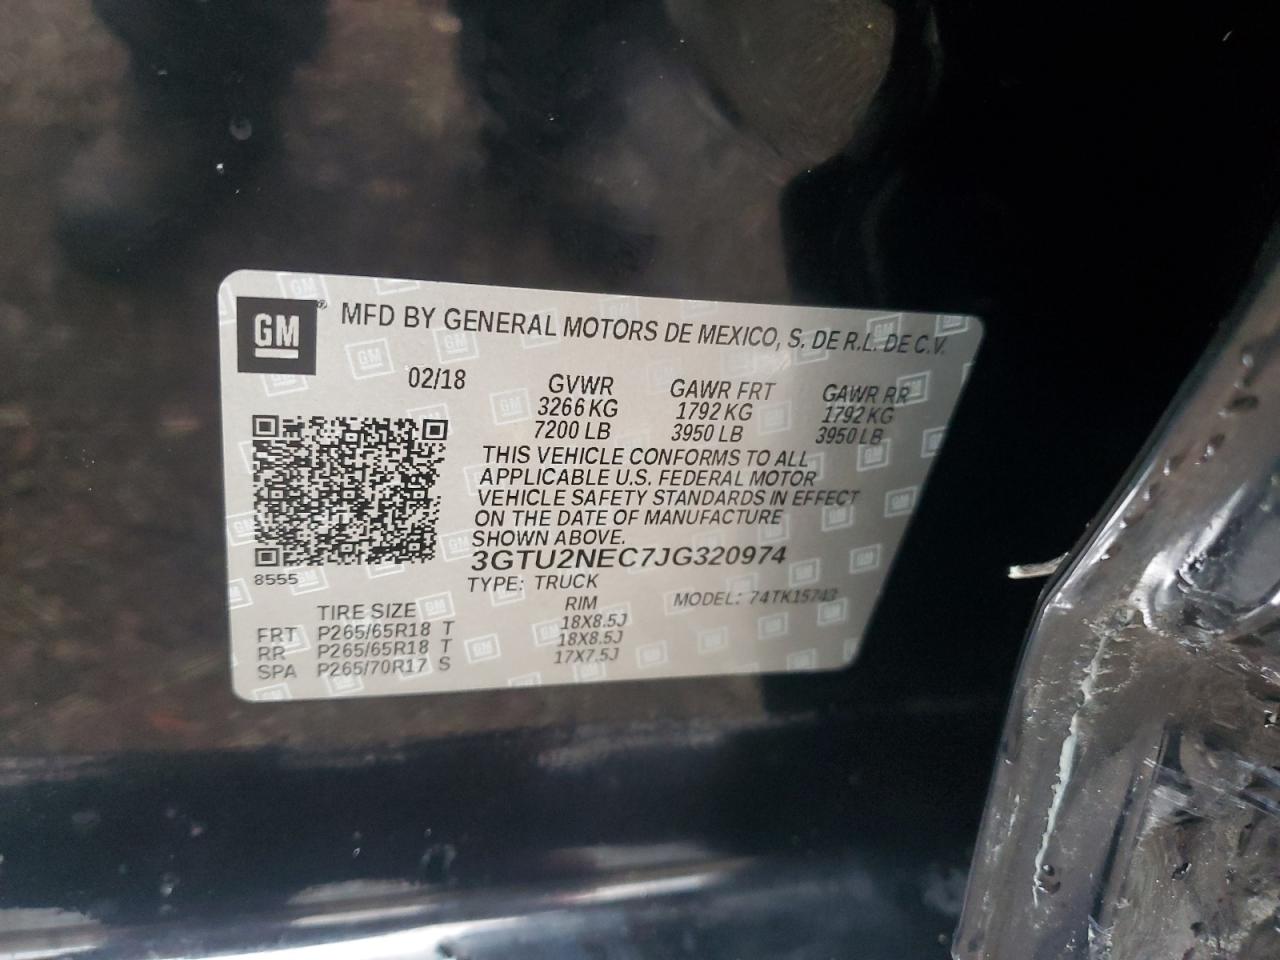 GM
MFD BY GENERAL MOTORS DE MEXICO, S. DE R.L. DE C.V.
02/18 GVWR GAWR FRT GAWR RR
3266 KG 1792 KG 1792 KG
7200 LB 3950 LB 3950 LB
THIS VEHICLE CONFORMS TO ALL
APPLICABLE U.S. FEDERAL MOTOR
VEHICLE SAFETY STANDARDS IN EFFECT
ON THE DATE OF MANUFACTURE
SHOWN ABOVE.
3GTU2NEC7JG320974
8555
TYPE: TRUCK MODEL: 74TK15743
TIRE SIZE RIM
FRT P265/65R18 T 18X8.5J
RR P265/65R18 T 18X8.5J
SPA P265/70R17 S 17X7.5J